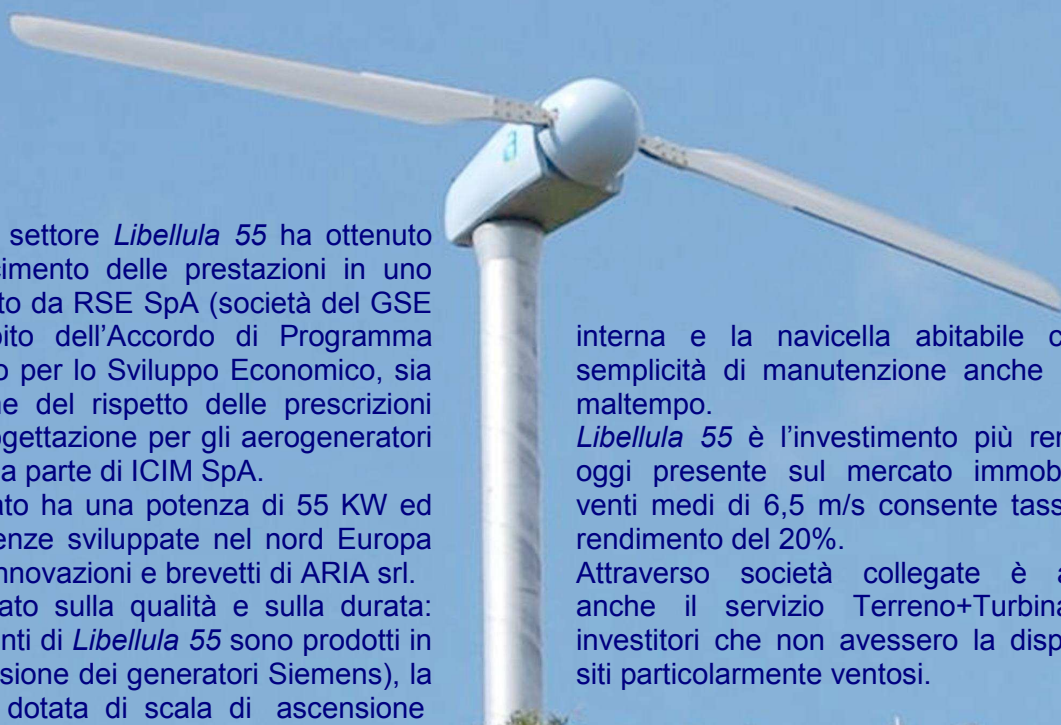 settore Libellula 55 ha ottenuto
cimento delle prestazioni in uno
to da RSE SpA (società del GSE
ito dell'Accordo di Programma
o per lo Sviluppo Economico, sia
ne del rispetto delle prescrizioni
ogettazione per gli aerogeneratori
a parte di ICIM SpA.
ato ha una potenza di 55 KW ed
enze sviluppate nel nord Europa
nnovazioni e brevetti di ARIA srl.
ato sulla qualità e sulla durata:
nti di Libellula 55 sono prodotti in
sione dei generatori Siemens), la
dotata di scala di ascensione
interna e la navicella abitabile c
semplicità di manutenzione anche
maltempo.
Libellula 55 è l'investimento più ren
oggi presente sul mercato immob
venti medi di 6,5 m/s consente tass
rendimento del 20%.
Attraverso società collegate è a
anche il servizio Terreno+Turbina
investitori che non avessero la disp
siti particolarmente ventosi.
a